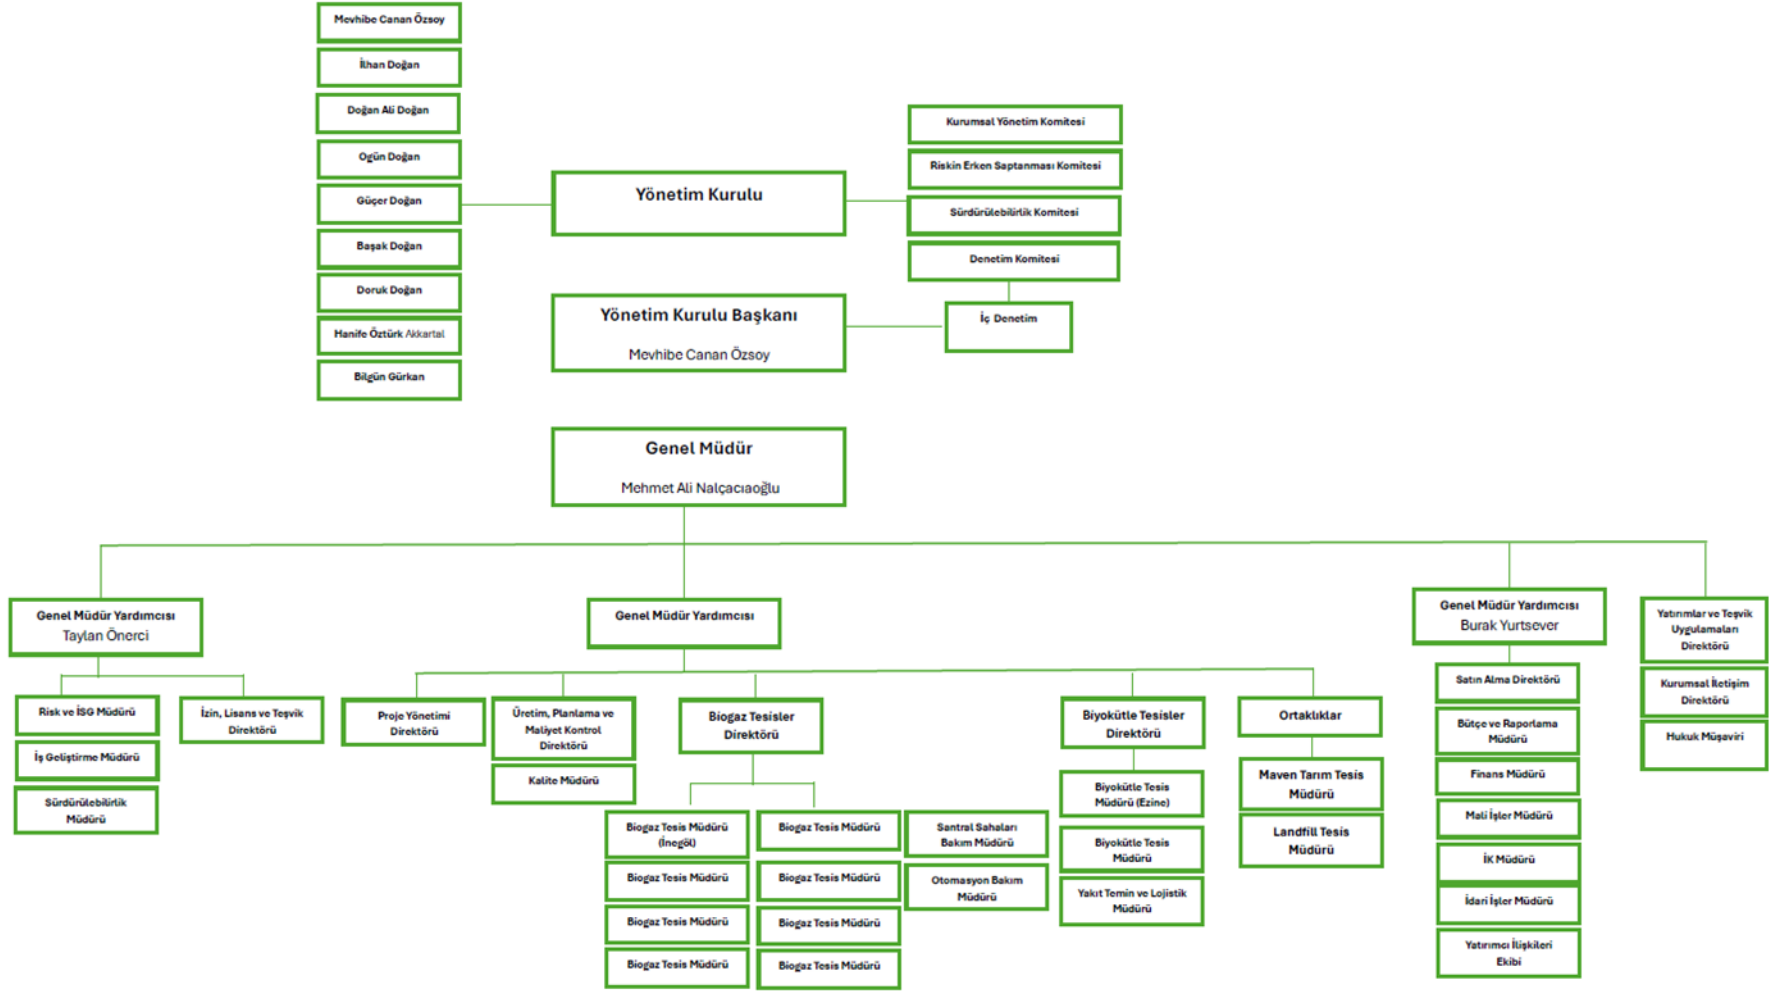 Mevhibe Canan Özsoy
İlhan Doğan
Doğan Ali Doğan
Ogün Doğan
Güçer Doğan
Başak Doğan
Doruk Doğan
Hanife Öztürk Akkartal
Bilgün Gürkan
Yönetim Kurulu
Kurumsal Yönetim Komitesi
Riskin Erken Saptanması Komitesi
Sürdürülebilirlik Komitesi
Denetim Komitesi
İç Denetim
Yönetim Kurulu Başkanı
Mevhibe Canan Özsoy
Genel Müdür
Mehmet Ali Nalçacıaoğlu
Genel Müdür Yardımcısı
Taylan Önerci
Risk ve İSG Müdürü
İş Geliştirme Müdürü
Sürdürülebilirlik
Müdürü
İzin, Lisans ve Teşvik
Direktörü
Genel Müdür Yardımcısı
Proje Yönetimi
Direktörü
Üretim, Planlama ve
Maliyet Kontrol
Direktörü
Kalite Müdürü
Biogaz Tesisler
Direktörü
Biogaz Tesis Müdürü
(İnegöl)
Biogaz Tesis Müdürü
Biogaz Tesis Müdürü
Biogaz Tesis Müdürü
Biogaz Tesis Müdürü
Biogaz Tesis Müdürü
Biogaz Tesis Müdürü
Biogaz Tesis Müdürü
Santral Sahaları
Bakım Müdürü
Otomasyon Bakım
Müdürü
Biyokütle Tesisler
Direktörü
Biyokütle Tesis
Müdürü (Ezine)
Biyokütle Tesis
Müdürü
Yakıt Temin ve Lojistik
Müdürü
Ortaklıklar
Maven Tarım Tesis
Müdürü
Landfill Tesis
Müdürü
Genel Müdür Yardımcısı
Burak Yurtsever
Satın Alma Direktörü
Bütçe ve Raporlama
Müdürü
Finans Müdürü
Mali İşler Müdürü
İK Müdürü
İdari İşler Müdürü
Yatırımcı İlişkileri
Ekibi
Yatırımlar ve Teşvik
Uygulamaları
Direktörü
Kurumsal İletişim
Direktörü
Hukuk Müşaviri